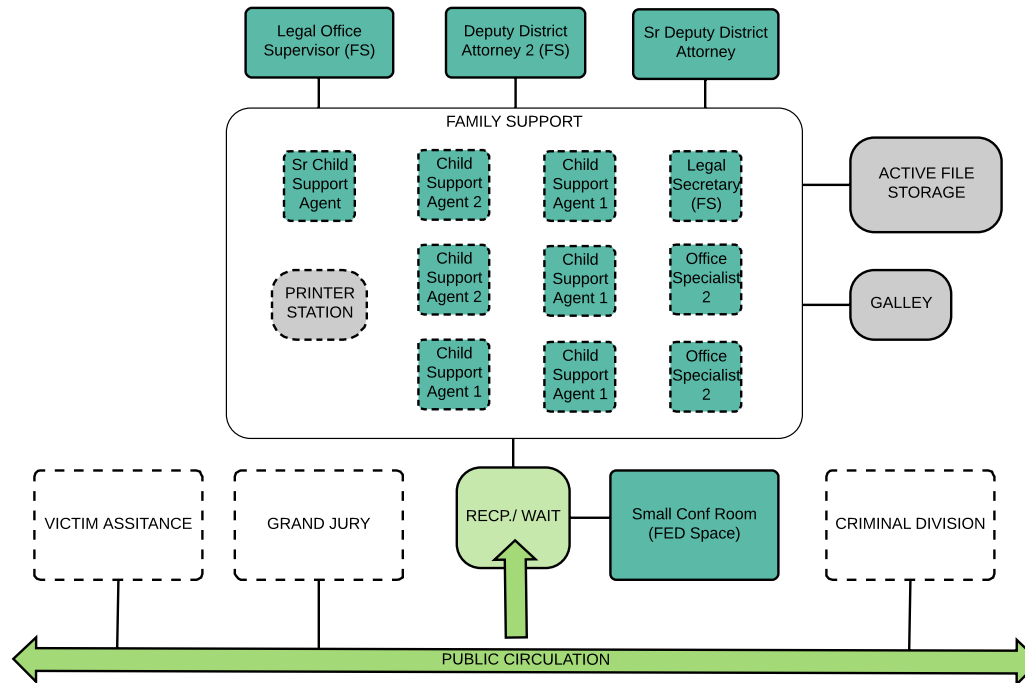 Legal Office
Supervisor (FS)
Deputy District
Attorney 2 (FS)
Sr Deputy District
Attorney
FAMILY SUPPORT
Sr Child
Support
Agent
Child
Support
Agent 2
Child
Support
Agent 1
Legal
Secretary
(FS)
ACTIVE FILE
STORAGE
PRINTER
STATION
Child
Support
Agent 2
Child
Support
Agent 1
Office
Specialist
2
GALLEY
Child
Support
Agent 1
Child
Support
Agent 1
Office
Specialist
2
VICTIM ASSITANCE
GRAND JURY
RECP./ WAIT
Small Conf Room
(FED Space)
CRIMINAL DIVISION
PUBLIC CIRCULATION